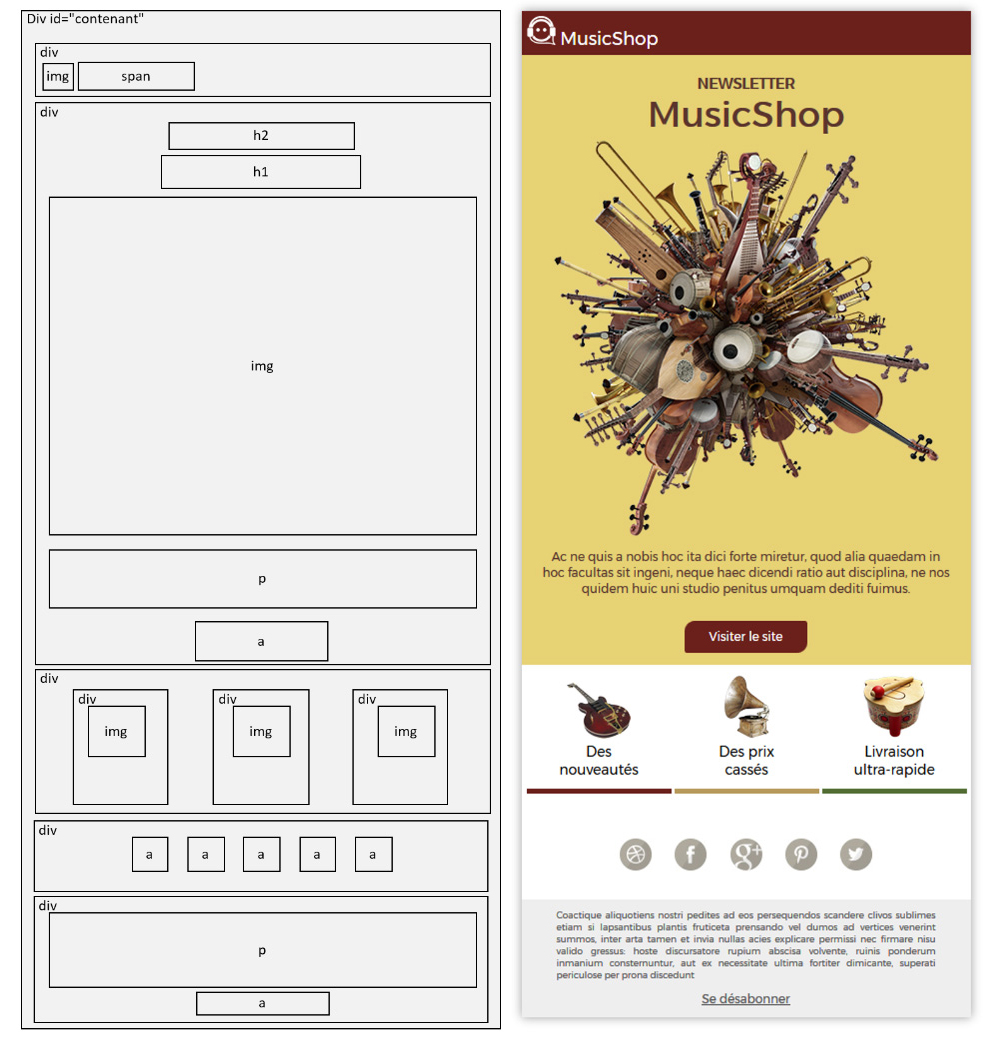 Div id="contenant"
div
img
span
div
h2
h1
img
p
a
div
div
img
div
img
div
img
div
a
a
a
a
a
div
p
a
MusicShop
NEWSLETTER
MusicShop
Ac ne quis a nobis hoc ita dici forte miretur, quod alia quaedam in
hoc facultas sit ingeni, neque haec dicendi ratio aut disciplina, ne nos
quidem huic uni studio penitus umquam dediti fuimus.
Visiter le site
Des
nouveautés
Des prix
cassés
Livraison
ultra-rapide
f
g+
Coactique aliquotiens nostri pedites ad eos persequendos scandere clivos sublimes
etiam si lapsantibus plantis fruticeta prensando vel dumos ad vertices venerint
summos, inter arta tamen et invia nullas acies explicare permissi nec firmare nisu
valido gressus: hoste discursatore rupium abscisa volvente, ruinis ponderum
inmanium consternuntur, aut ex necessitate ultima fortiter dimicante, superati
periculose per prona discedunt
Se désabonner